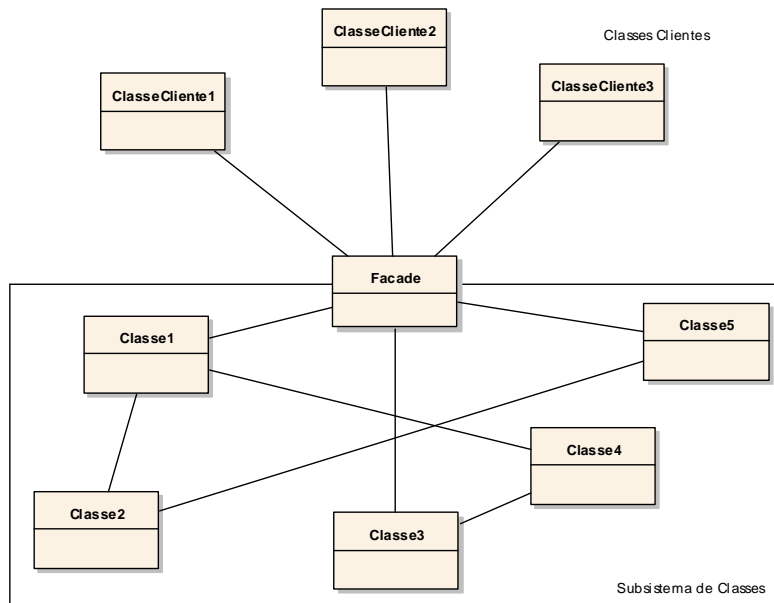 ClasseCliente2
Classes Clientes
ClasseCliente1
ClasseCliente3
Facade
Classe1
Classe5
Classe4
Classe2
Classe3
Subsistema de Classes